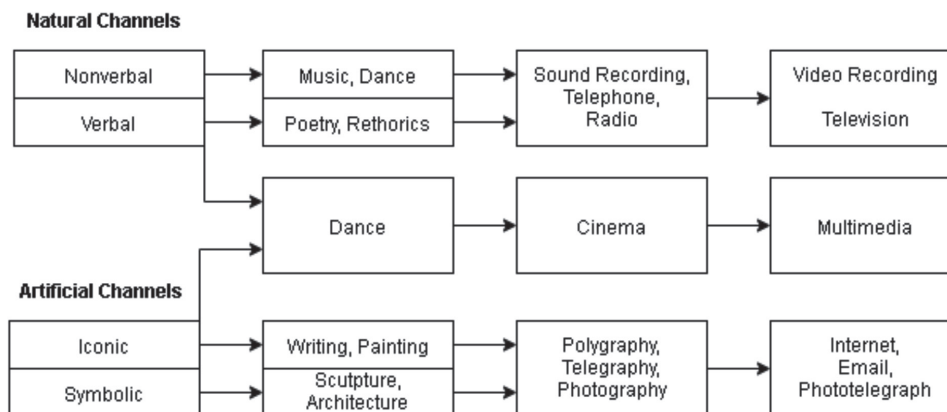 Natural Channels
Nonverbal
Verbal
Music, Dance
Poetry, Rethorics
Sound Recording,
Telephone,
Radio
Video Recording
Television
Dance
Cinema
Multimedia
Artificial Channels
Iconic
Symbolic
Writing, Painting
Scutpture,
Architecture
Polygraphy,
Telegraphy,
Photography
Internet,
Email,
Phototelegraph